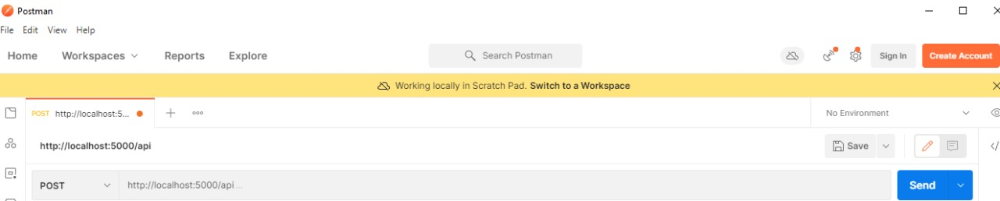 Postman
File Edit View Help
Home Workspaces Reports Explore Search Postman Sign In Create Account
Working locally in Scratch Pad. Switch to a Workspace
POST http://localhost:5... No Environment
http://localhost:5000/api Save
POST http://localhost:5000/api ... Send